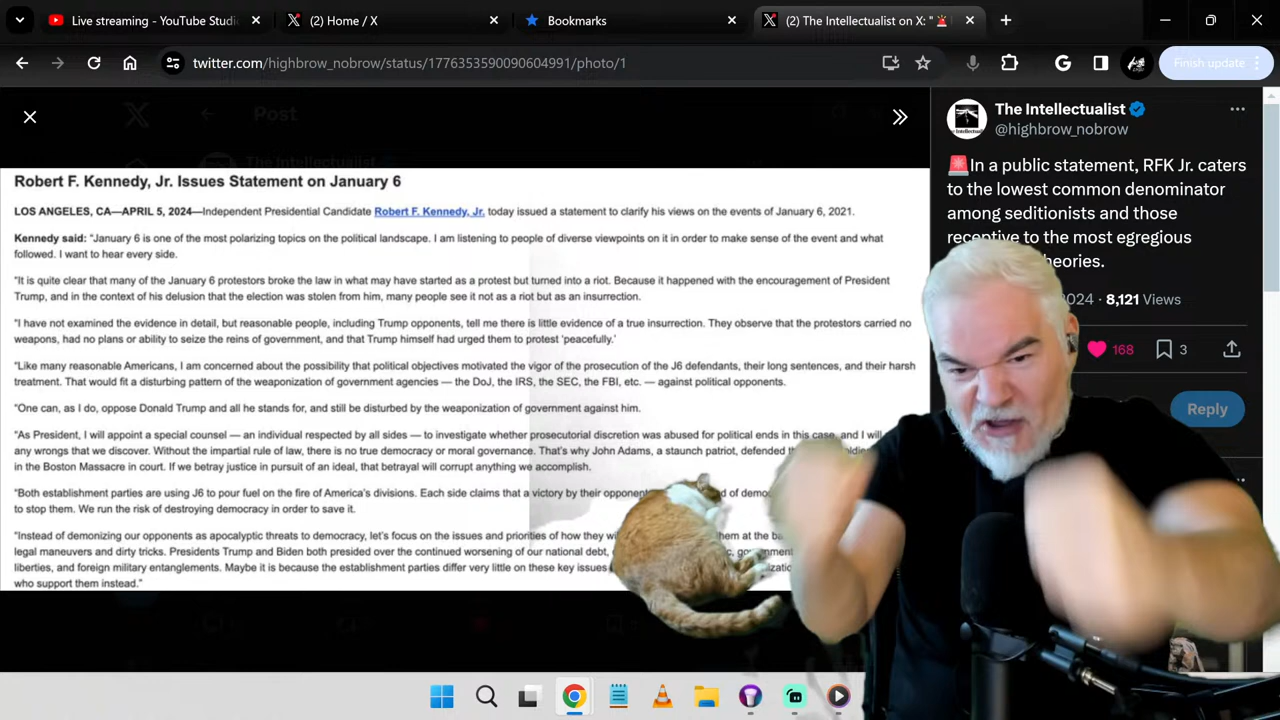 Live streaming - YouTube Studi
(2) Home / X
Bookmarks
(2) The Intellectualist on X: "🚨
twitter.com/highbrow_nobrow/status/1776353590090604991/photo/1
Finish update
Post
The Intellectualist
Robert F. Kennedy, Jr. Issues Statement on January 6
LOS ANGELES, CA—APRIL 5, 2024—Independent Presidential Candidate Robert F. Kennedy, Jr. today issued a statement to clarify his views on the events of January 6, 2021.
Kennedy said: "January 6 is one of the most polarizing topics on the political landscape. I am listening to people of diverse viewpoints on it in order to make sense of the event and what
followed. I want to hear every side.
"It is quite clear that many of the January 6 protestors broke the law in what may have started as a protest but turned into a riot. Because it happened with the encouragement of President
Trump, and in the context of his delusion that the election was stolen from him, many people see it not as a riot but as an insurrection.
"I have not examined the evidence in detail, but reasonable people, including Trump opponents, tell me there is little evidence of a true insurrection. They observe that the protestors carried no
weapons, had no plans or ability to seize the reins of government, and that Trump himself had urged them to protest 'peacefully.'
"Like many reasonable Americans, I am concerned about the possibility that political objectives motivated the vigor of the prosecution of the J6 defendants, their long sentences, and their harsh
treatment. That would fit a disturbing pattern of the weaponization of government agencies — the DoJ, the IRS, the SEC, the FBI, etc. — against political opponents.
"One can, as I do, oppose Donald Trump and all he stands for, and still be disturbed by the weaponization of government against him.
"As President, I will appoint a special counsel — an individual respected by all sides — to investigate whether prosecutorial discretion was abused for political ends in this case, and I will
any wrongs that we discover. Without the impartial rule of law, there is no true democracy or moral governance. That's why John Adams, a staunch patriot, defended
in the Boston Massacre in court. If we betray justice in pursuit of an ideal, that betrayal will corrupt anything we accomplish.
"Both establishment parties are using J6 to pour fuel on the fire of America's divisions. Each side claims that a victory by their
to stop them. We run the risk of destroying democracy in order to save it.
"Instead of demonizing our opponents as apocalyptic threats to democracy, let's focus on the issues and priorities of how they
legal maneuvers and dirty tricks. Presidents Trump and Biden both presided over the continued worsening of our national debt,
liberties, and foreign military entanglements. Maybe it is because the establishment parties differ very little on these key issues
who support them instead."
The Intellectualist
@highbrow_nobrow
🚨In a public statement, RFK Jr. caters
to the lowest common denominator
among seditionists and those
receptive to the most egregious
8,121 Views
168
3
Reply